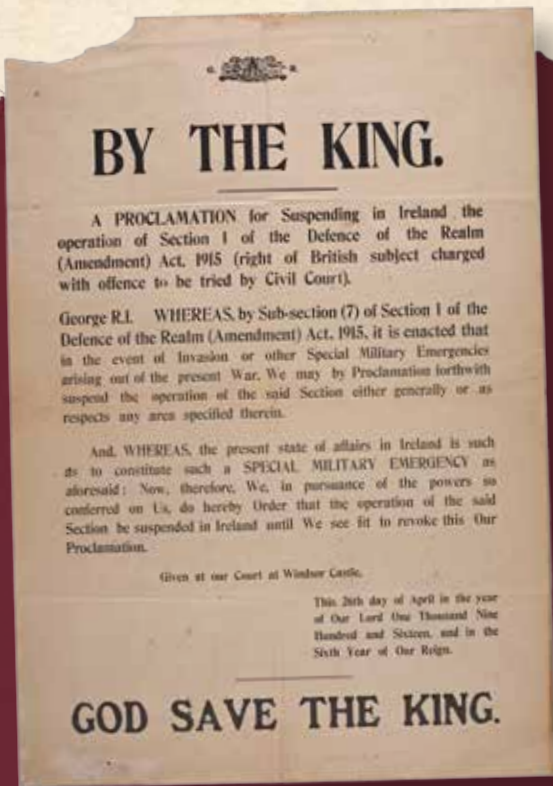 BY THE KING.
A PROCLAMATION for Suspending in Ireland the
operation of Section 1 of the Defence of the Realm
(Amendment) Act, 1915 (right of British subject charged
with offence to be tried by Civil Court).
George R.I. WHEREAS, by Sub-section (7) of Section 1 of the
Defence of the Realm (Amendment) Act, 1915, it is enacted that
in the event of Invasion or other Special Military Emergencies
arising out of the present War, We may by Proclamation forthwith
suspend the operation of the said Section either generally or as
respects any area specified therein.
And, WHEREAS, the present state of affairs in Ireland is such
as to constitute such a SPECIAL MILITARY EMERGENCY as
aforesaid: Now, therefore, We, in pursuance of the powers so
conferred on Us, do hereby Order that the operation of the said
Section be suspended in Ireland until We see fit to revoke this Our
Proclamation.
Given at our Court at Windsor Castle,
This 26th day of April in the year
of Our Lord One Thousand Nine
Hundred and Sixteen, and in the
Sixth Year of Our Reign.
GOD SAVE THE KING.